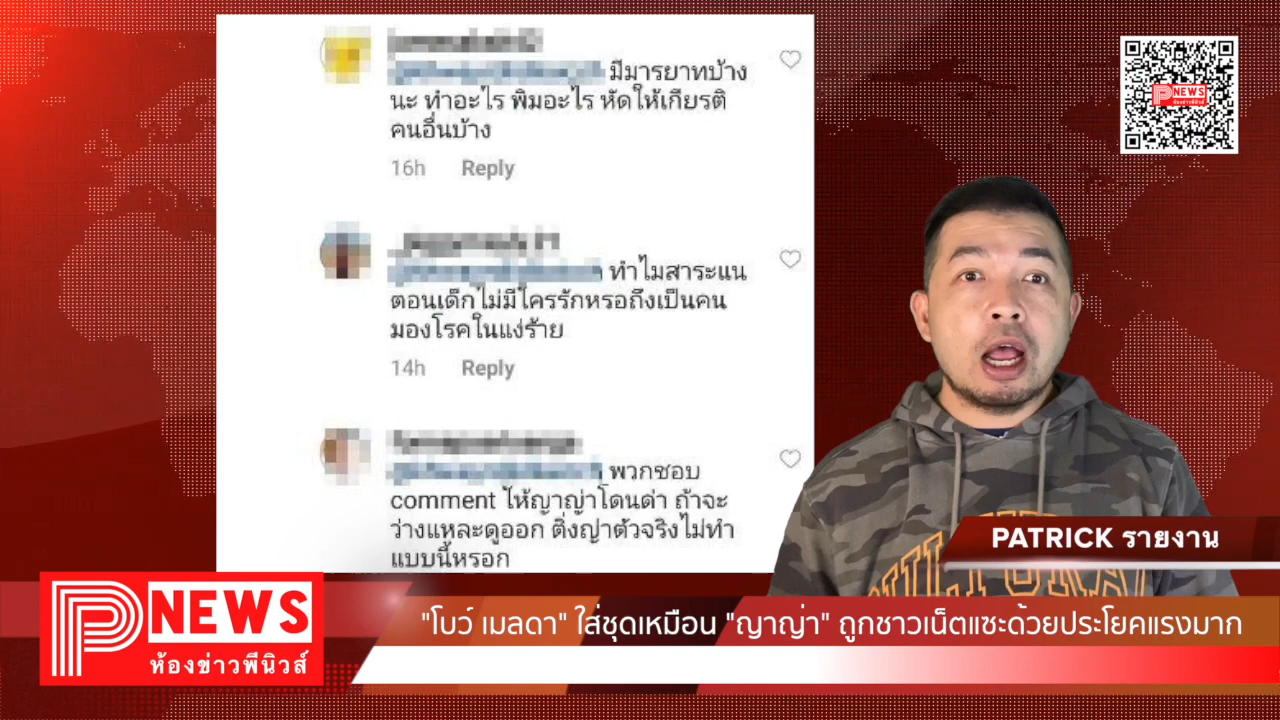 มีมารยาทบ้าง
นะ ทำอะไร พิมอะไร หัดให้เกียรติ
คนอื่นบ้าง
16h Reply
ทำไมสาระแน
ตอนเด็กไม่มีใครรักหรอถึงเป็นคน
มองโรคในแง่ร้าย
14h Reply
พวกชอบ
comment ให้ญาญ่าโดนด่า ถ้าจะ
ว่างแหละดูออก ติ่งญ่าตัวจริงไม่ทำ
แบบนี้หรอก
P NEWS
ห้องข่าวพีนิวส์
PATRICK รายงาน
P NEWS
ห้องข่าวพีนิวส์
"โบว์ เมลดา" ใส่ชุดเหมือน "ญาญ่า" ถูกชาวเน็ตแซะด้วยประโยคแรงมาก